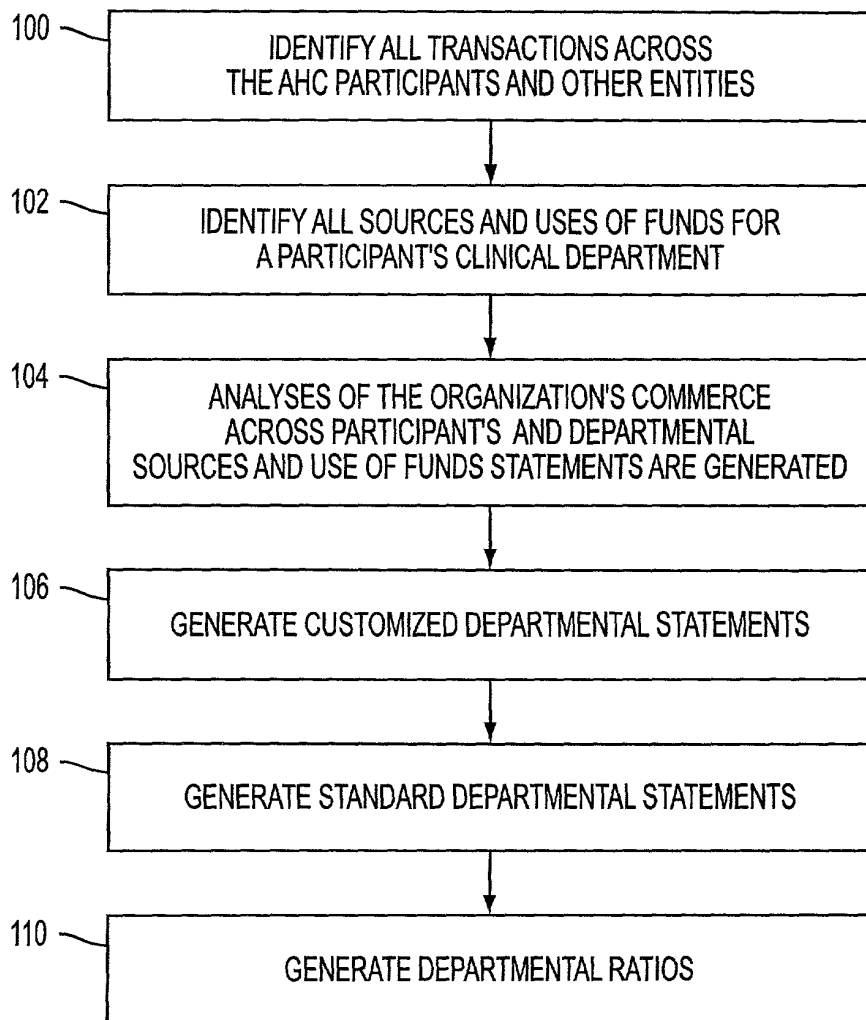 100
IDENTIFY ALL TRANSACTIONS ACROSS
THE AHC PARTICIPANTS AND OTHER ENTITIES
102
IDENTIFY ALL SOURCES AND USES OF FUNDS FOR
A PARTICIPANT'S CLINICAL DEPARTMENT
104
ANALYSES OF THE ORGANIZATION'S COMMERCE
ACROSS PARTICIPANT'S AND DEPARTMENTAL
SOURCES AND USE OF FUNDS STATEMENTS ARE GENERATED
106
GENERATE CUSTOMIZED DEPARTMENTAL STATEMENTS
108
GENERATE STANDARD DEPARTMENTAL STATEMENTS
110
GENERATE DEPARTMENTAL RATIOS